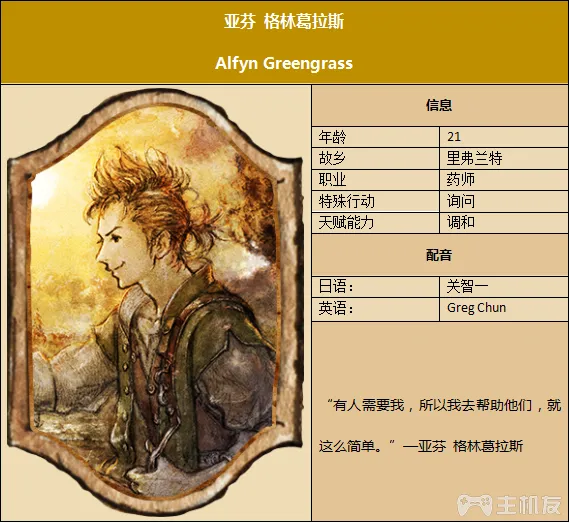 亚芬 格林葛拉斯
Alfyn Greengrass
信息
年龄 21
故乡 里弗兰特
职业 药师
特殊行动 询问
天赋能力 调和
配音
日语： 关智一
英语： Greg Chun
“有人需要我，所以我去帮助他们，就
这么简单。”—亚芬 格林葛拉斯
主机友